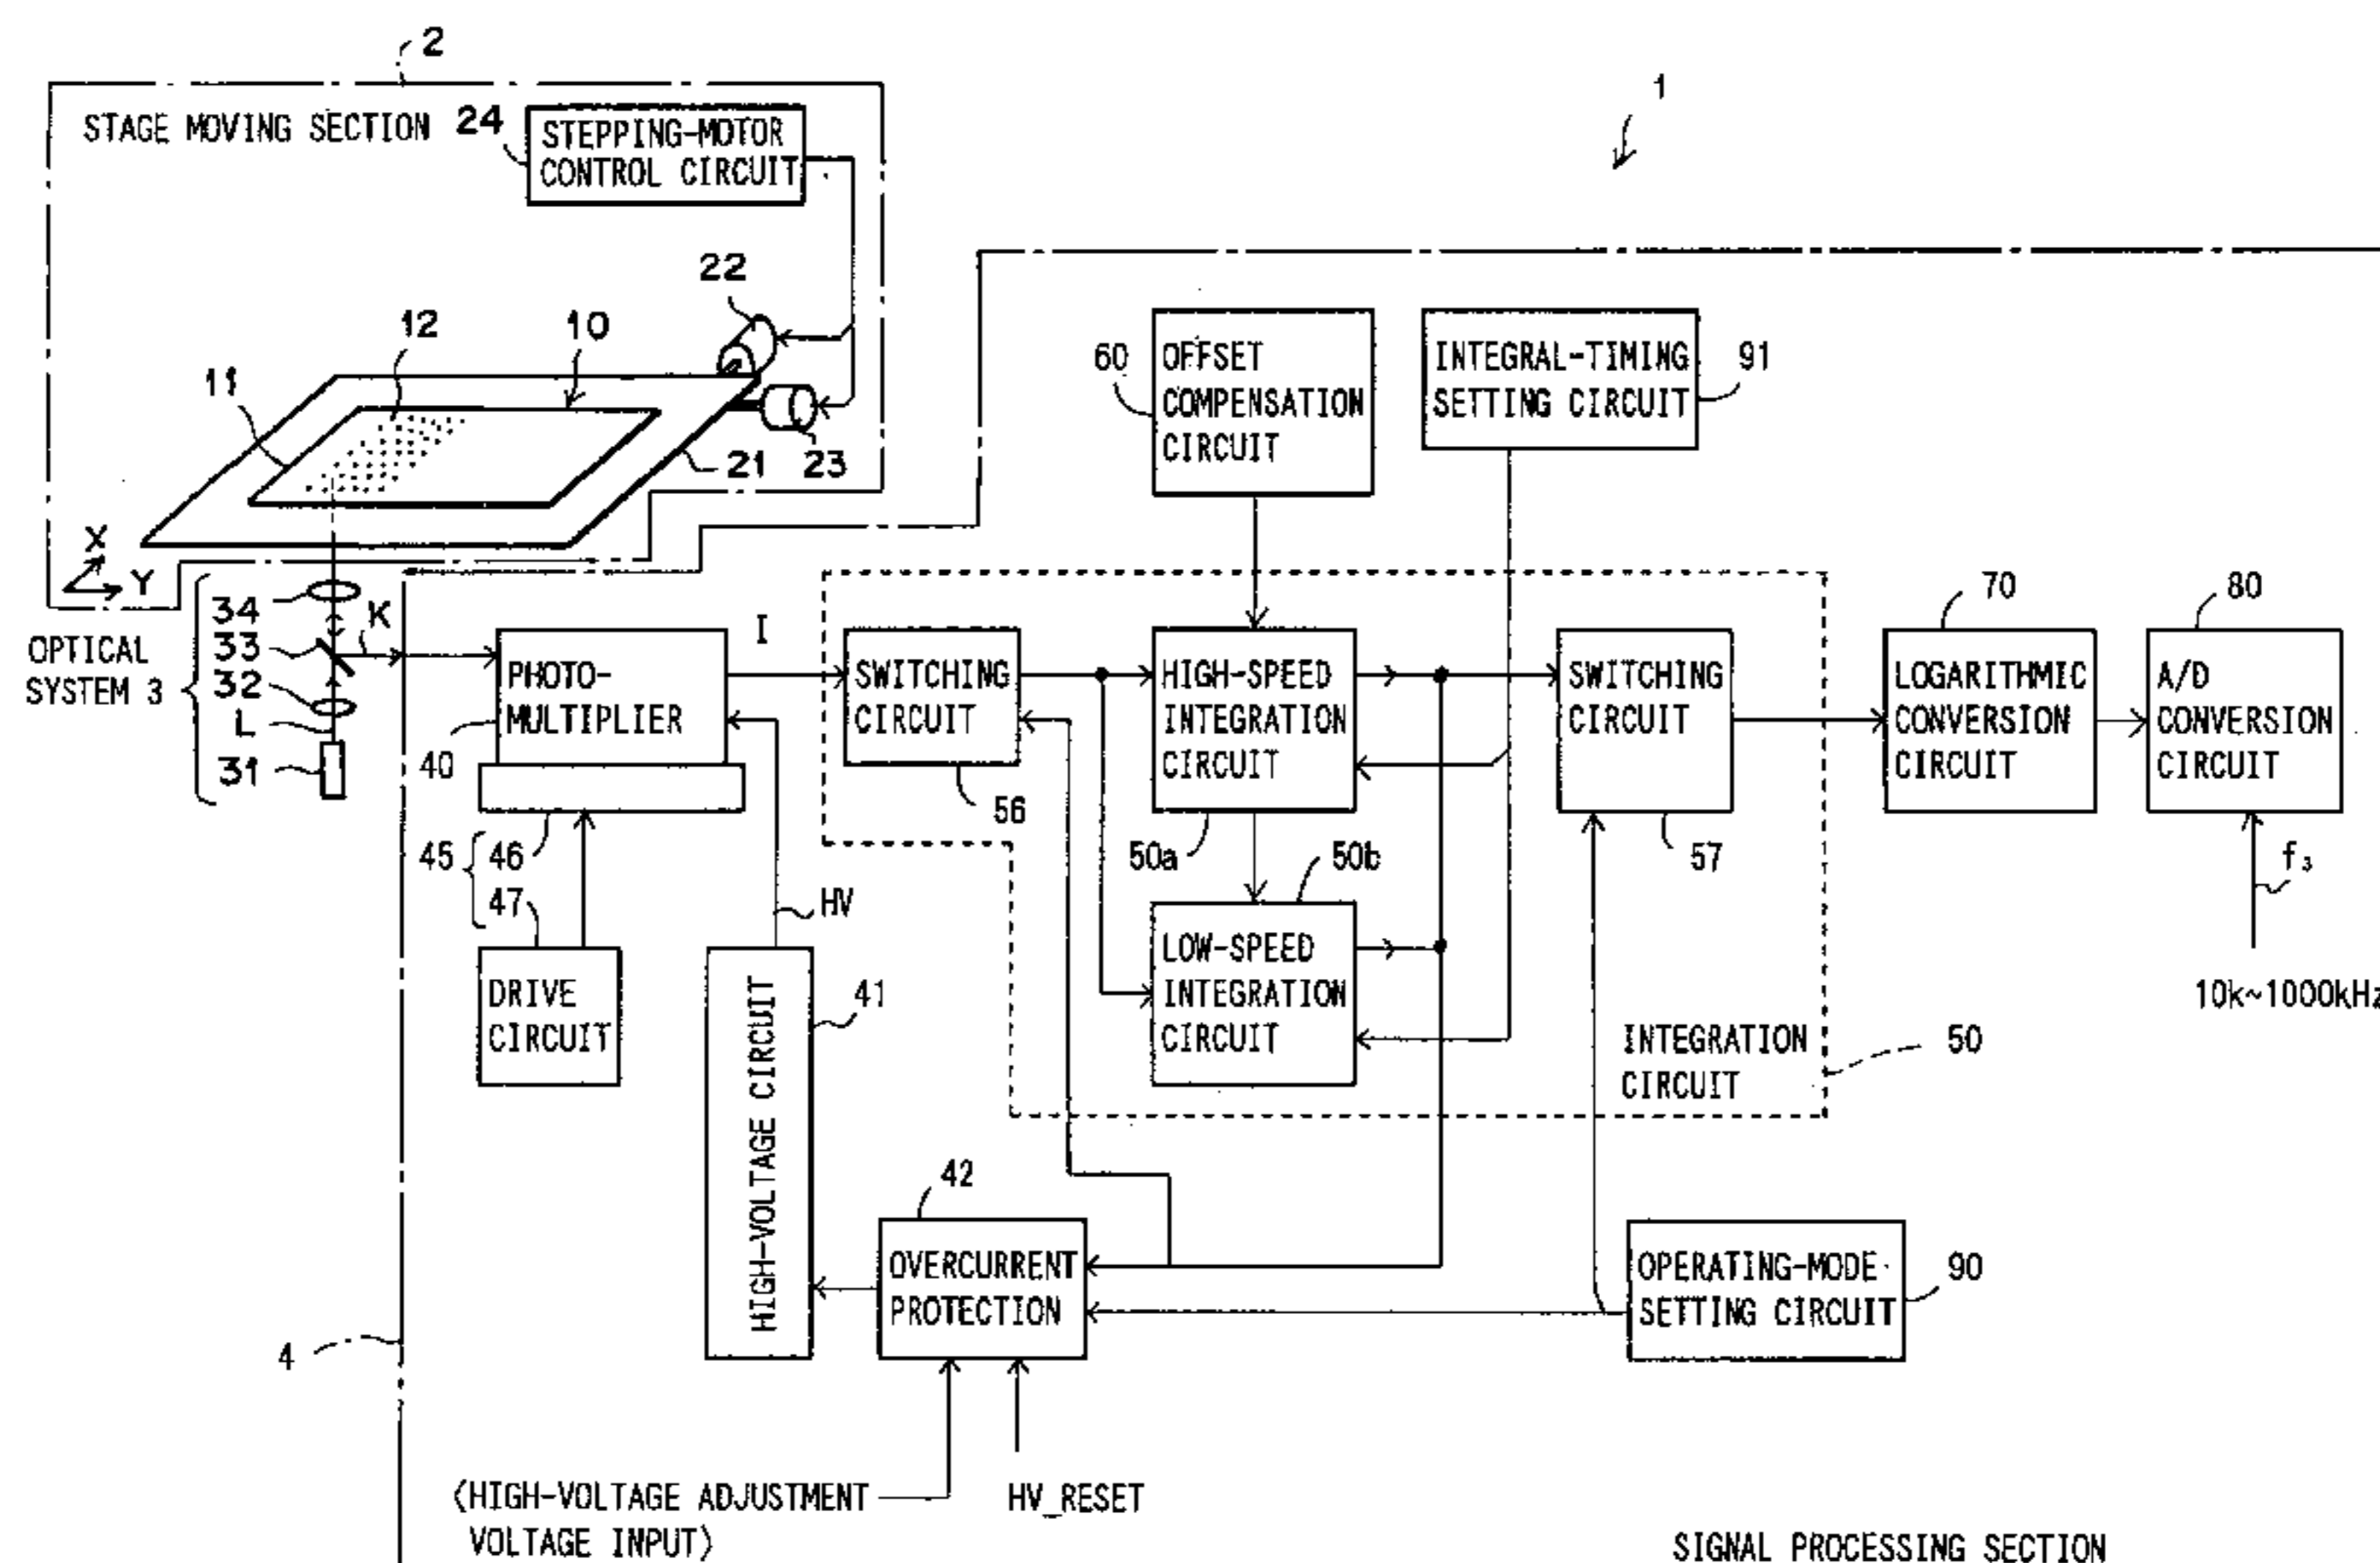 2
1
STAGE MOVING SECTION
24
STEPPING-MOTOR
CONTROL CIRCUIT
22
12
10
11
23
21
X
Y
60
OFFSET
COMPENSATION
CIRCUIT
INTEGRAL-TIMING
SETTING CIRCUIT
91
OPTICAL
SYSTEM 3
34
33
32
L
31
K
PHOTO-
MULTIPLIER
40
I
SWITCHING
CIRCUIT
56
HIGH-SPEED
INTEGRATION
CIRCUIT
50a
50b
SWITCHING
CIRCUIT
57
70
LOGARITHMIC
CONVERSION
CIRCUIT
80
A/D
CONVERSION
CIRCUIT
f₃
10k~1000kHz
45
46
47
DRIVE
CIRCUIT
HV
HIGH-VOLTAGE CIRCUIT
41
LOW-SPEED
INTEGRATION
CIRCUIT
INTEGRATION
CIRCUIT
50
42
OVERCURRENT
PROTECTION
OPERATING-MODE
SETTING CIRCUIT
90
4
(HIGH-VOLTAGE ADJUSTMENT
VOLTAGE INPUT)
HV_RESET
SIGNAL PROCESSING SECTION